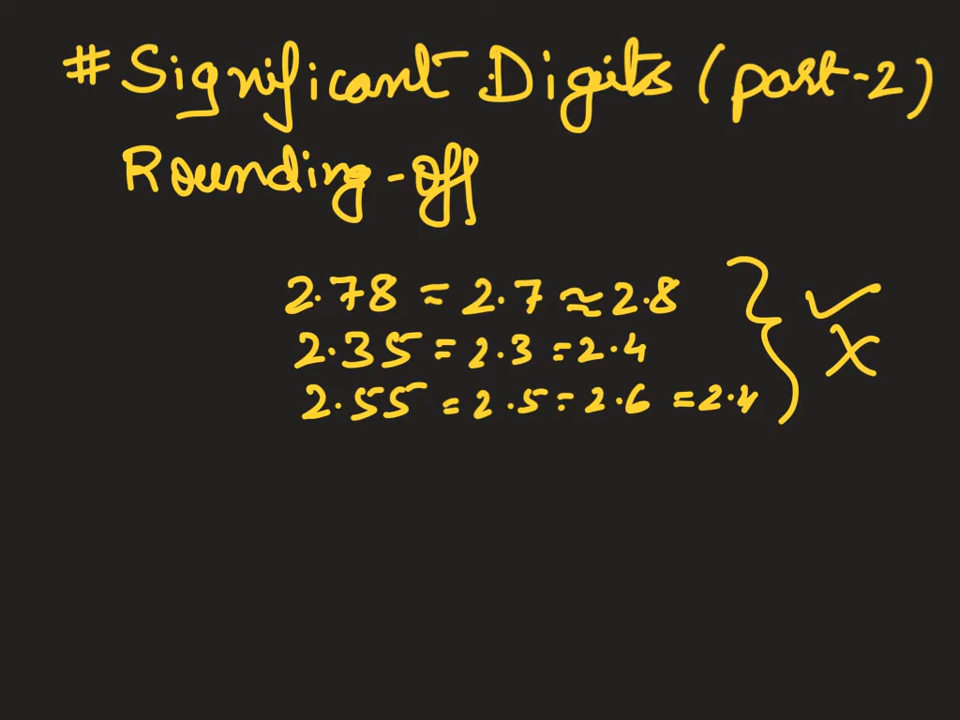 # Significant Digits (part-2)
Rounding-off
2.78 = 2.7 ≈ 2.8
2.35 = 2.3 = 2.4
2.55 = 2.5 = 2.6 = 2.4
✓
X